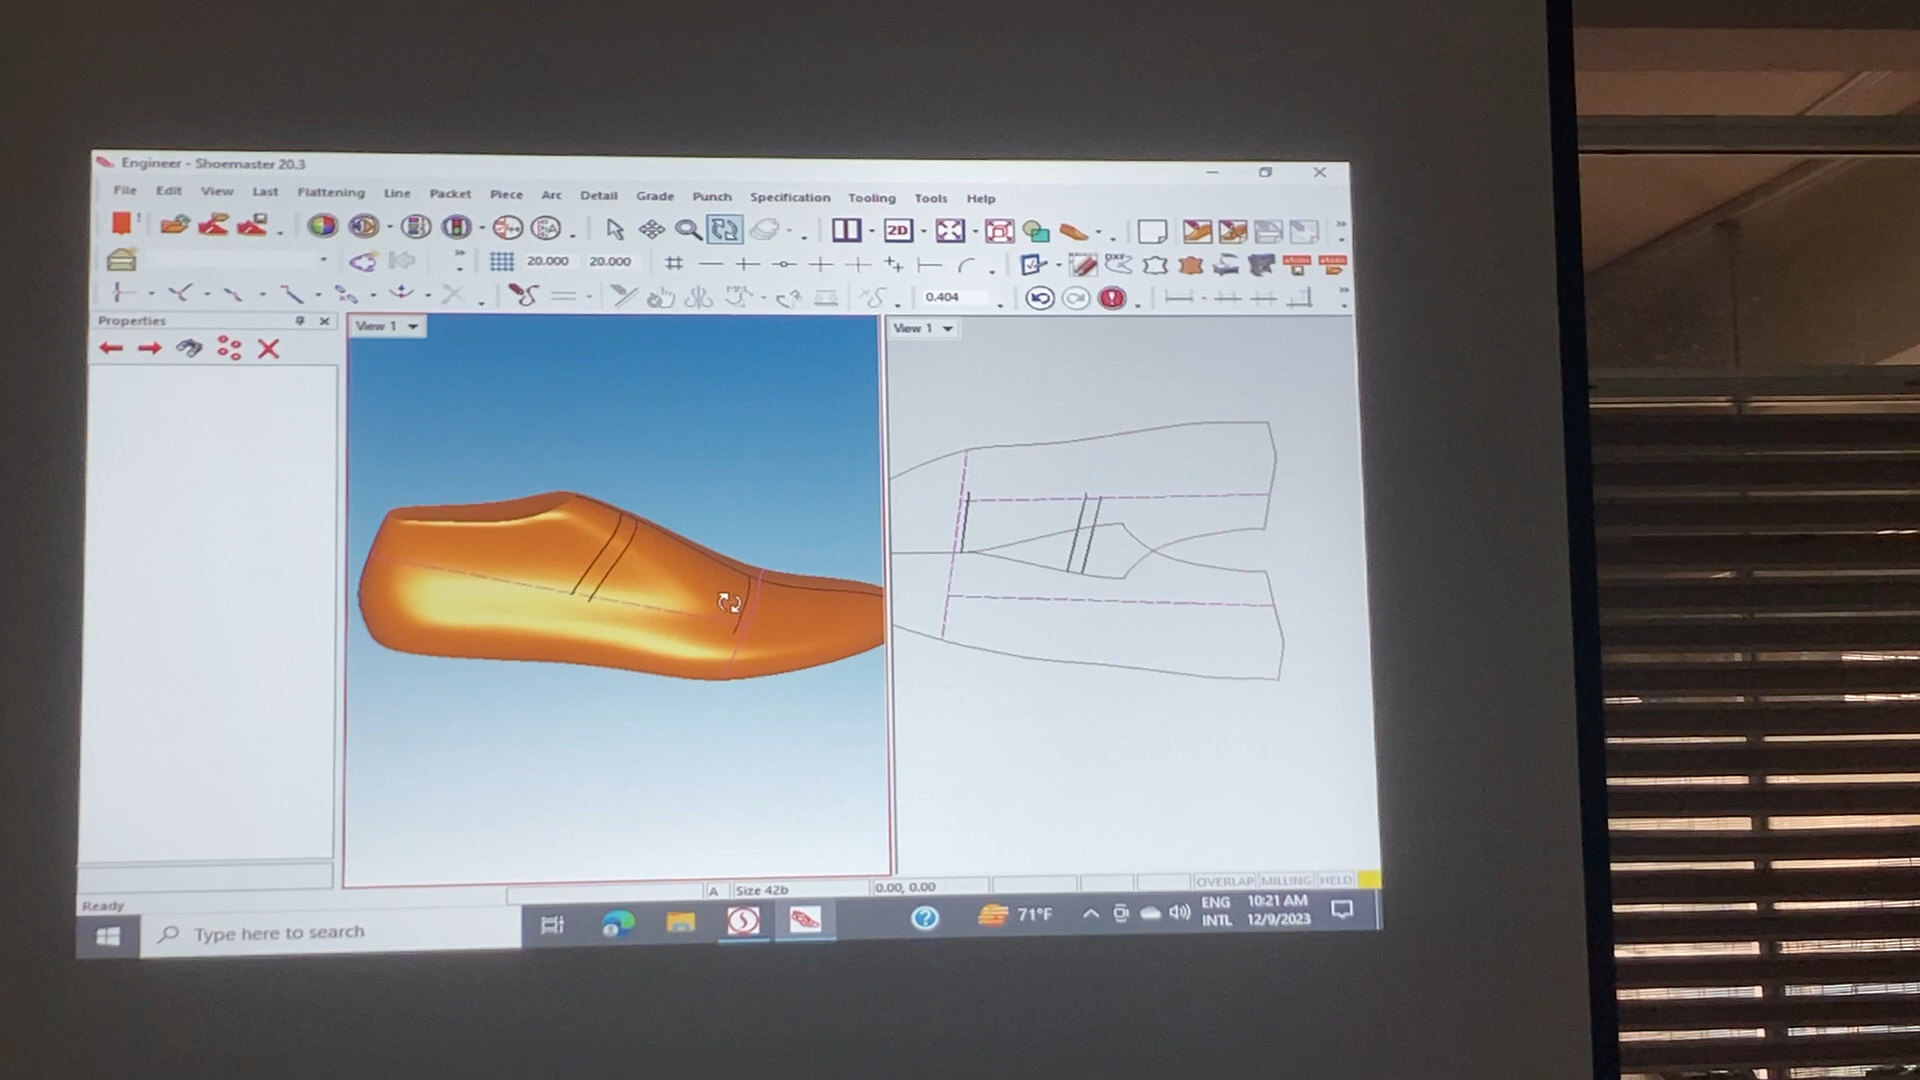 Engineer - Shoemaster 20.3
File Edit View Last Flattening Line Packet Piece Arc Detail Grade Punch Specification Tooling Tools Help
2D
20.000 20.000
DXF
0.404
Properties
View 1
View 1
A Size 42b 0.00, 0.00 OVERLAP MILLING HELD
Ready
Type here to search
71°F
ENG
INTL
10:21 AM
12/9/2023